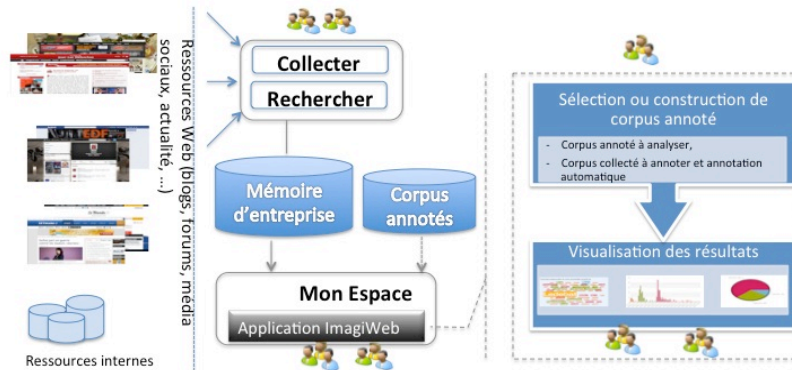 Ressources Web (blogs, forums, média
sociaux, actualité, ...)
Ressources internes
Collecter
Rechercher
Mémoire
d'entreprise
Corpus
annotés
Mon Espace
Application ImagiWeb
Sélection ou construction de
corpus annoté
- Corpus annoté à analyser,
- Corpus collecté à annoter et annotation
automatique
Visualisation des résultats
EDF